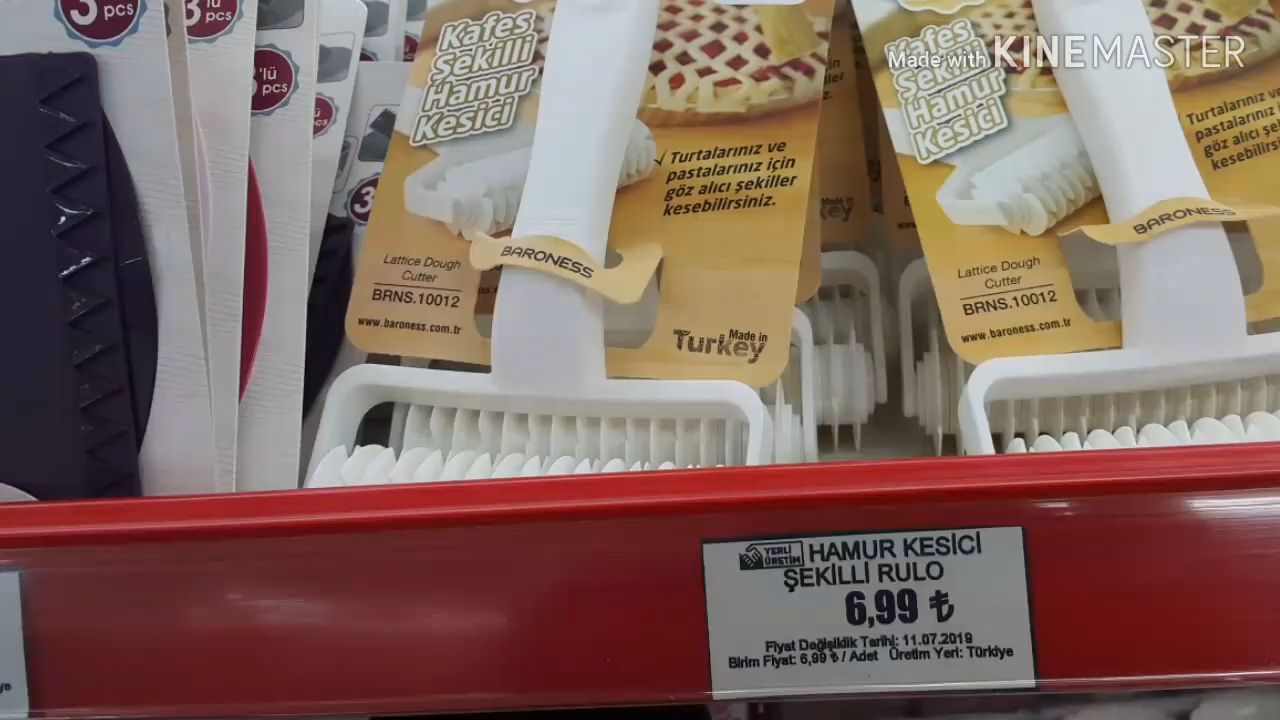 3
pcs
3'lü
pcs
'lü
pcs
pcs
3
Kafes
Şekilli
Hamur
Kesici
√ Turtalarınız ve
pastalarınız için
göz alıcı şekiller
kesebilirsiniz.
BARONESS
Lattice Dough
Cutter
BRNS.10012
www.baroness.com.tr
Made in
Turkey
Made with KINEMASTER
Kafes
Şekilli
Hamur
Kesici
Turtalarınız ve
pastalarınız
göz alıcı
kesebilirs
BARONESS
Lattice Dough
Cutter
BRNS.10012
www.baroness.com.tr
YERLİ
ÜRETİM
HAMUR KESİCİ
ŞEKİLLİ RULO
6,99 ₺
Fiyat Değişiklik Tarihi: 11.07.2019
Birim Fiyat: 6,99 ₺ / Adet Üretim Yeri: Türkiye